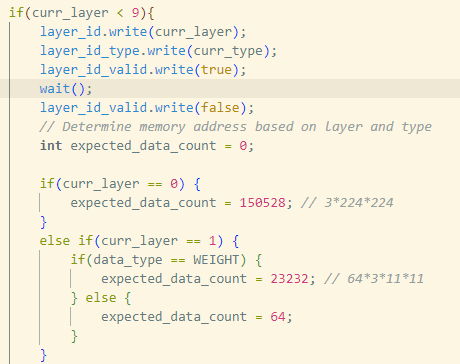 if(curr_layer < 9){
layer_id.write(curr_layer);
layer_id_type.write(curr_type);
layer_id_valid.write(true);
wait();
layer_id_valid.write(false);
// Determine memory address based on layer and type
int expected_data_count = 0;
if(curr_layer == 0) {
expected_data_count = 150528; // 3*224*224
}
else if(curr_layer == 1) {
if(data_type == WEIGHT) {
expected_data_count = 23232; // 64*3*11*11
} else {
expected_data_count = 64;
}
}